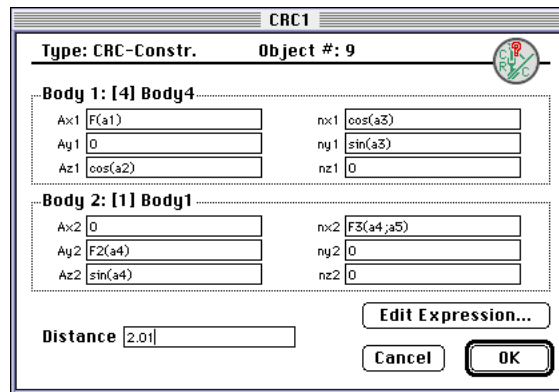 CRC1
Type: CRC-Constr. Object #: 9
C R C
Body 1: [4] Body4
Ax1 F(a1) nx1 cos(a3)
Ay1 0 ny1 sin(a3)
Az1 cos(a2) nz1 0
Body 2: [1] Body1
Ax2 0 nx2 F3(a4;a5)
Ay2 F2(a4) ny2 0
Az2 sin(a4) nz2 0
Edit Expression...
Distance 2.01
Cancel OK